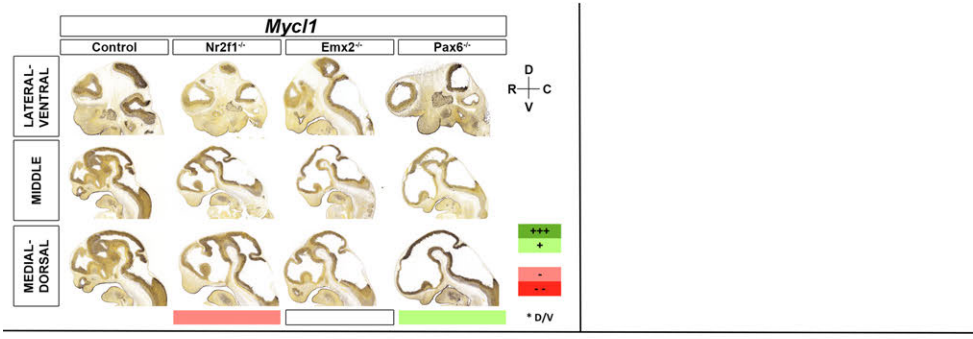 Mycl1
Control
Nr2f1-/-
Emx2-/-
Pax6-/-
LATERAL-
VENTRAL
D
R C
V
MIDDLE
+++
+
MEDIAL-
DORSAL
-
--
* D/V